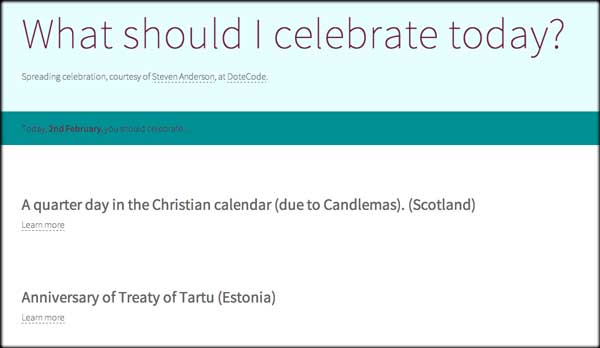 What should I celebrate today?
Spreading celebration, courtesy of Steven Anderson, at DoteCode.
Today, 2nd February, you should celebrate...
A quarter day in the Christian calendar (due to Candlemas). (Scotland)
Learn more
Anniversary of Treaty of Tartu (Estonia)
Learn more